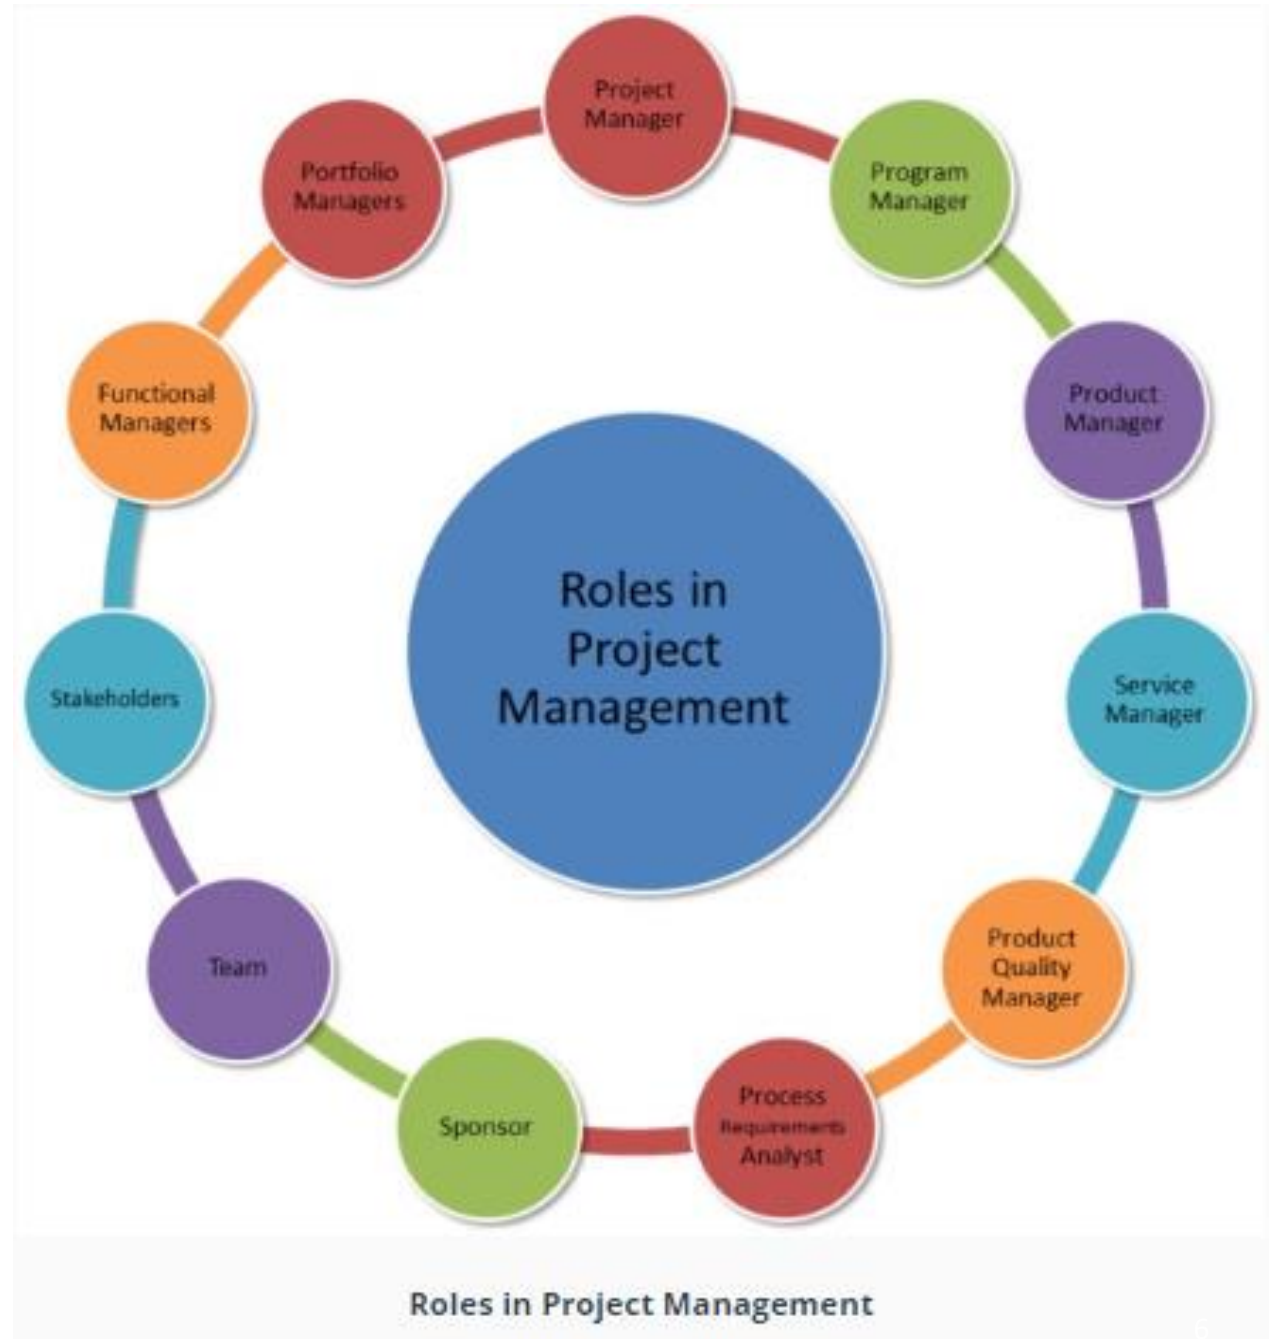 Project
Manager
Program
Manager
Product
Manager
Service
Manager
Product
Quality
Manager
Process
Requirements
Analyst
Sponsor
Team
Stakeholders
Functional
Managers
Portfolio
Managers
Roles in
Project
Management
Roles in Project Management